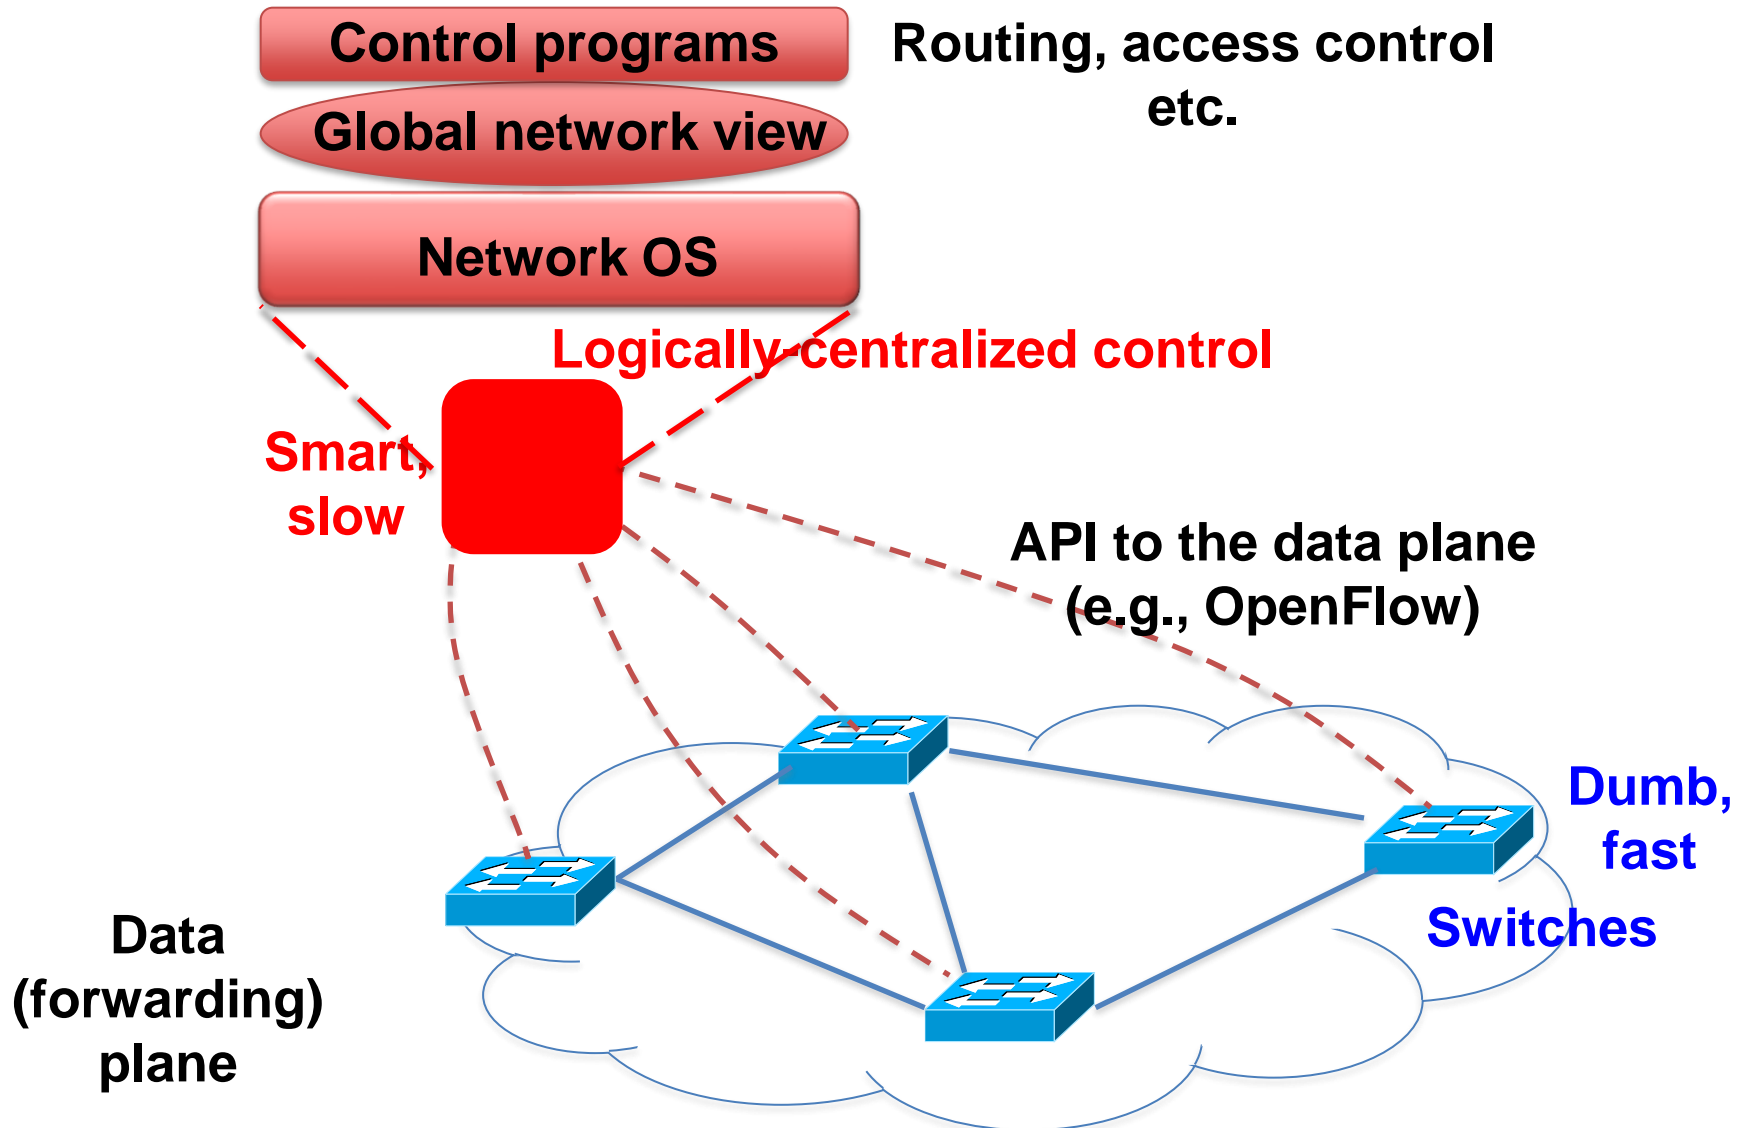 Control programs
Routing, access control
etc.
Global network view
Network OS
Logically-centralized control
Smart,
slow
API to the data plane
(e.g., OpenFlow)
Dumb,
fast
Switches
Data
(forwarding)
plane